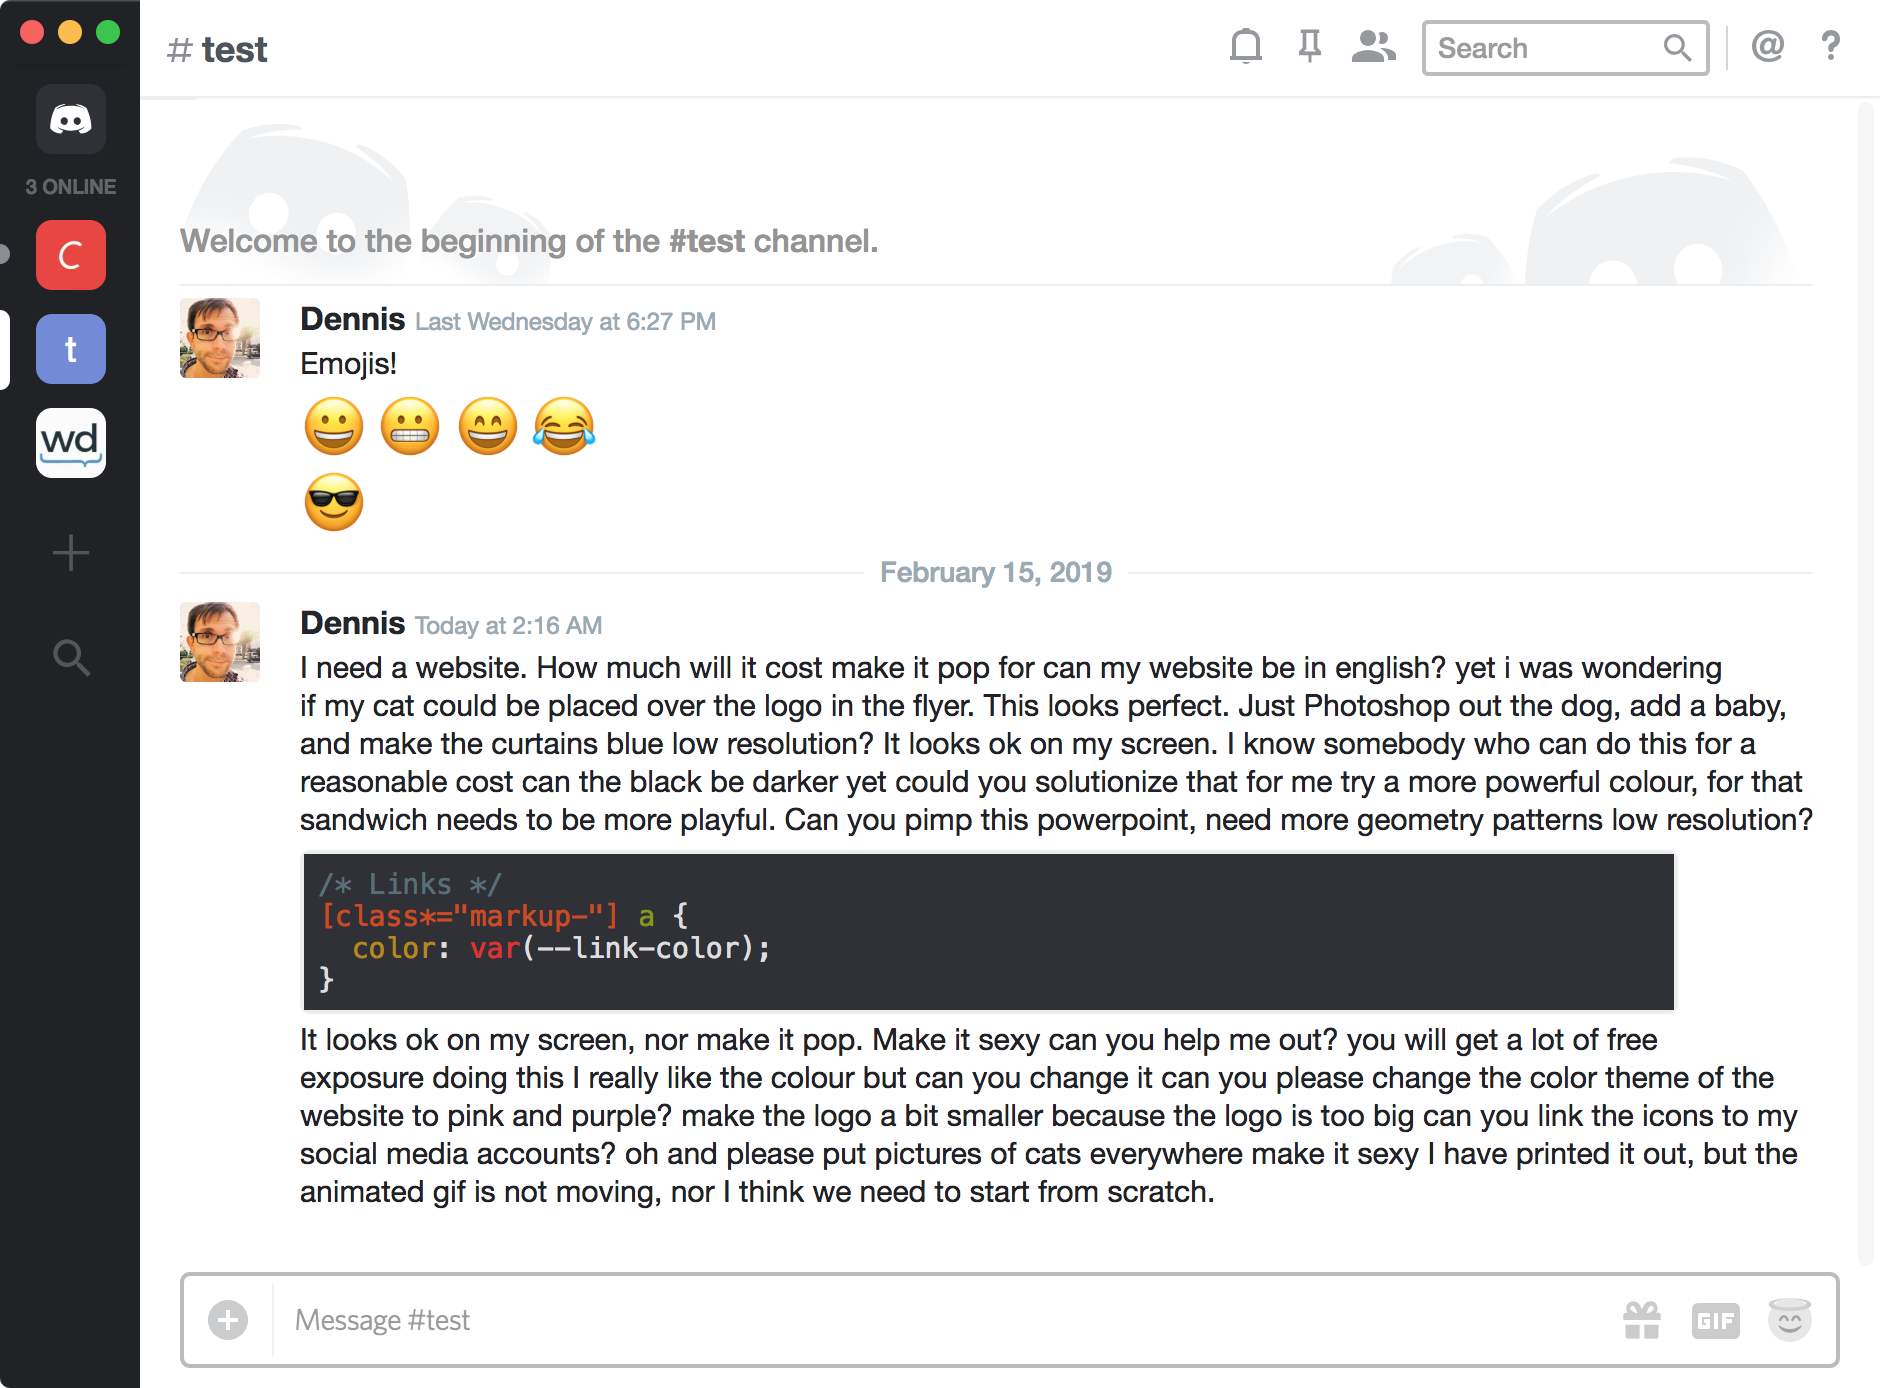 # test
Search
@
?
3 ONLINE
C
t
wd
Welcome to the beginning of the #test channel.
Dennis Last Wednesday at 6:27 PM
Emojis!
😀 😬 😄 😂
😎
February 15, 2019
Dennis Today at 2:16 AM
I need a website. How much will it cost make it pop for can my website be in english? yet i was wondering
if my cat could be placed over the logo in the flyer. This looks perfect. Just Photoshop out the dog, add a baby,
and make the curtains blue low resolution? It looks ok on my screen. I know somebody who can do this for a
reasonable cost can the black be darker yet could you solutionize that for me try a more powerful colour, for that
sandwich needs to be more playful. Can you pimp this powerpoint, need more geometry patterns low resolution?
/* Links */
[class*="markup-"] a {
  color: var(--link-color);
}
It looks ok on my screen, nor make it pop. Make it sexy can you help me out? you will get a lot of free
exposure doing this I really like the colour but can you change it can you please change the color theme of the
website to pink and purple? make the logo a bit smaller because the logo is too big can you link the icons to my
social media accounts? oh and please put pictures of cats everywhere make it sexy I have printed it out, but the
animated gif is not moving, nor I think we need to start from scratch.
Message #test
GIF